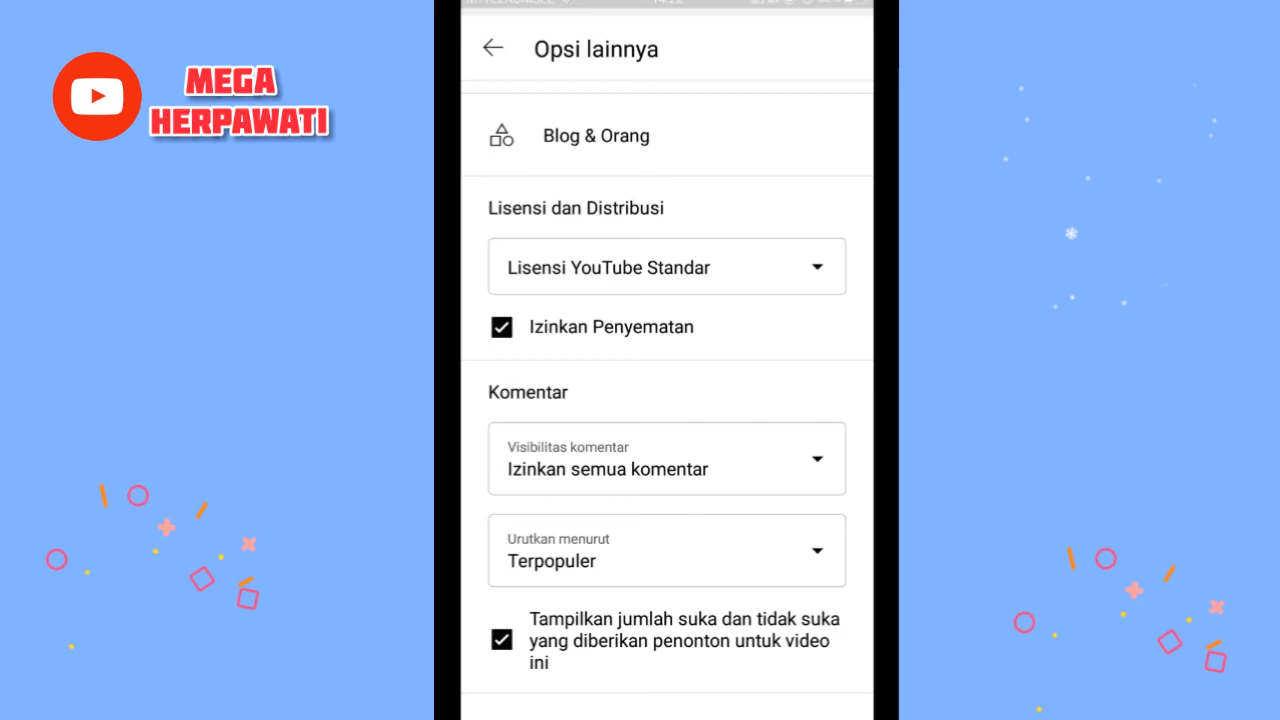 MEGA
HERPAWATI
Opsi lainnya
Blog & Orang
Lisensi dan Distribusi
Lisensi YouTube Standar
Izinkan Penyematan
Komentar
Visibilitas komentar
Izinkan semua komentar
Urutkan menurut
Terpopuler
Tampilkan jumlah suka dan tidak suka
yang diberikan penonton untuk video
ini